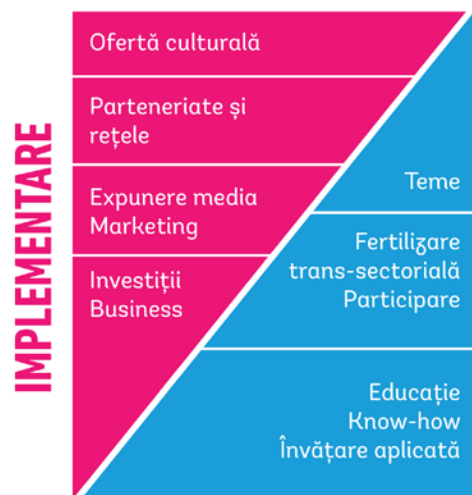 IMPLEMENTARE
Ofertă culturală
Parteneriate și
rețele
Expunere media
Marketing
Investiții
Business
Teme
Fertilizare
trans-sectorială
Participare
Educație
Know-how
Învățare aplicată